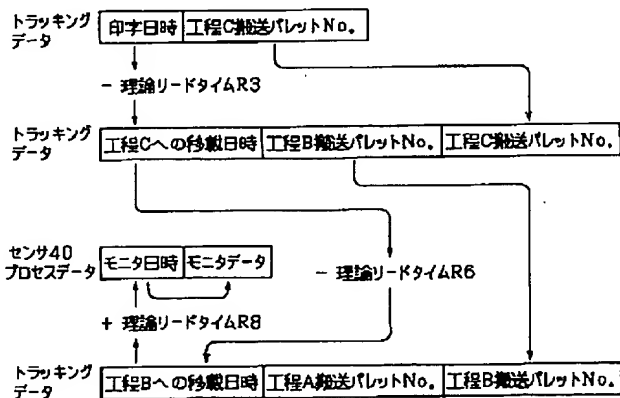 トラッキングデータ 印字日時 工程C搬送パレットNo.
− 理論リードタイムR3
トラッキングデータ 工程Cへの移載日時 工程B搬送パレットNo. 工程C搬送パレットNo.
センサ40プロセスデータ モニタ日時 モニタデータ
− 理論リードタイムR6
+ 理論リードタイムR8
トラッキングデータ 工程Bへの移載日時 工程A搬送パレットNo. 工程B搬送パレットNo.